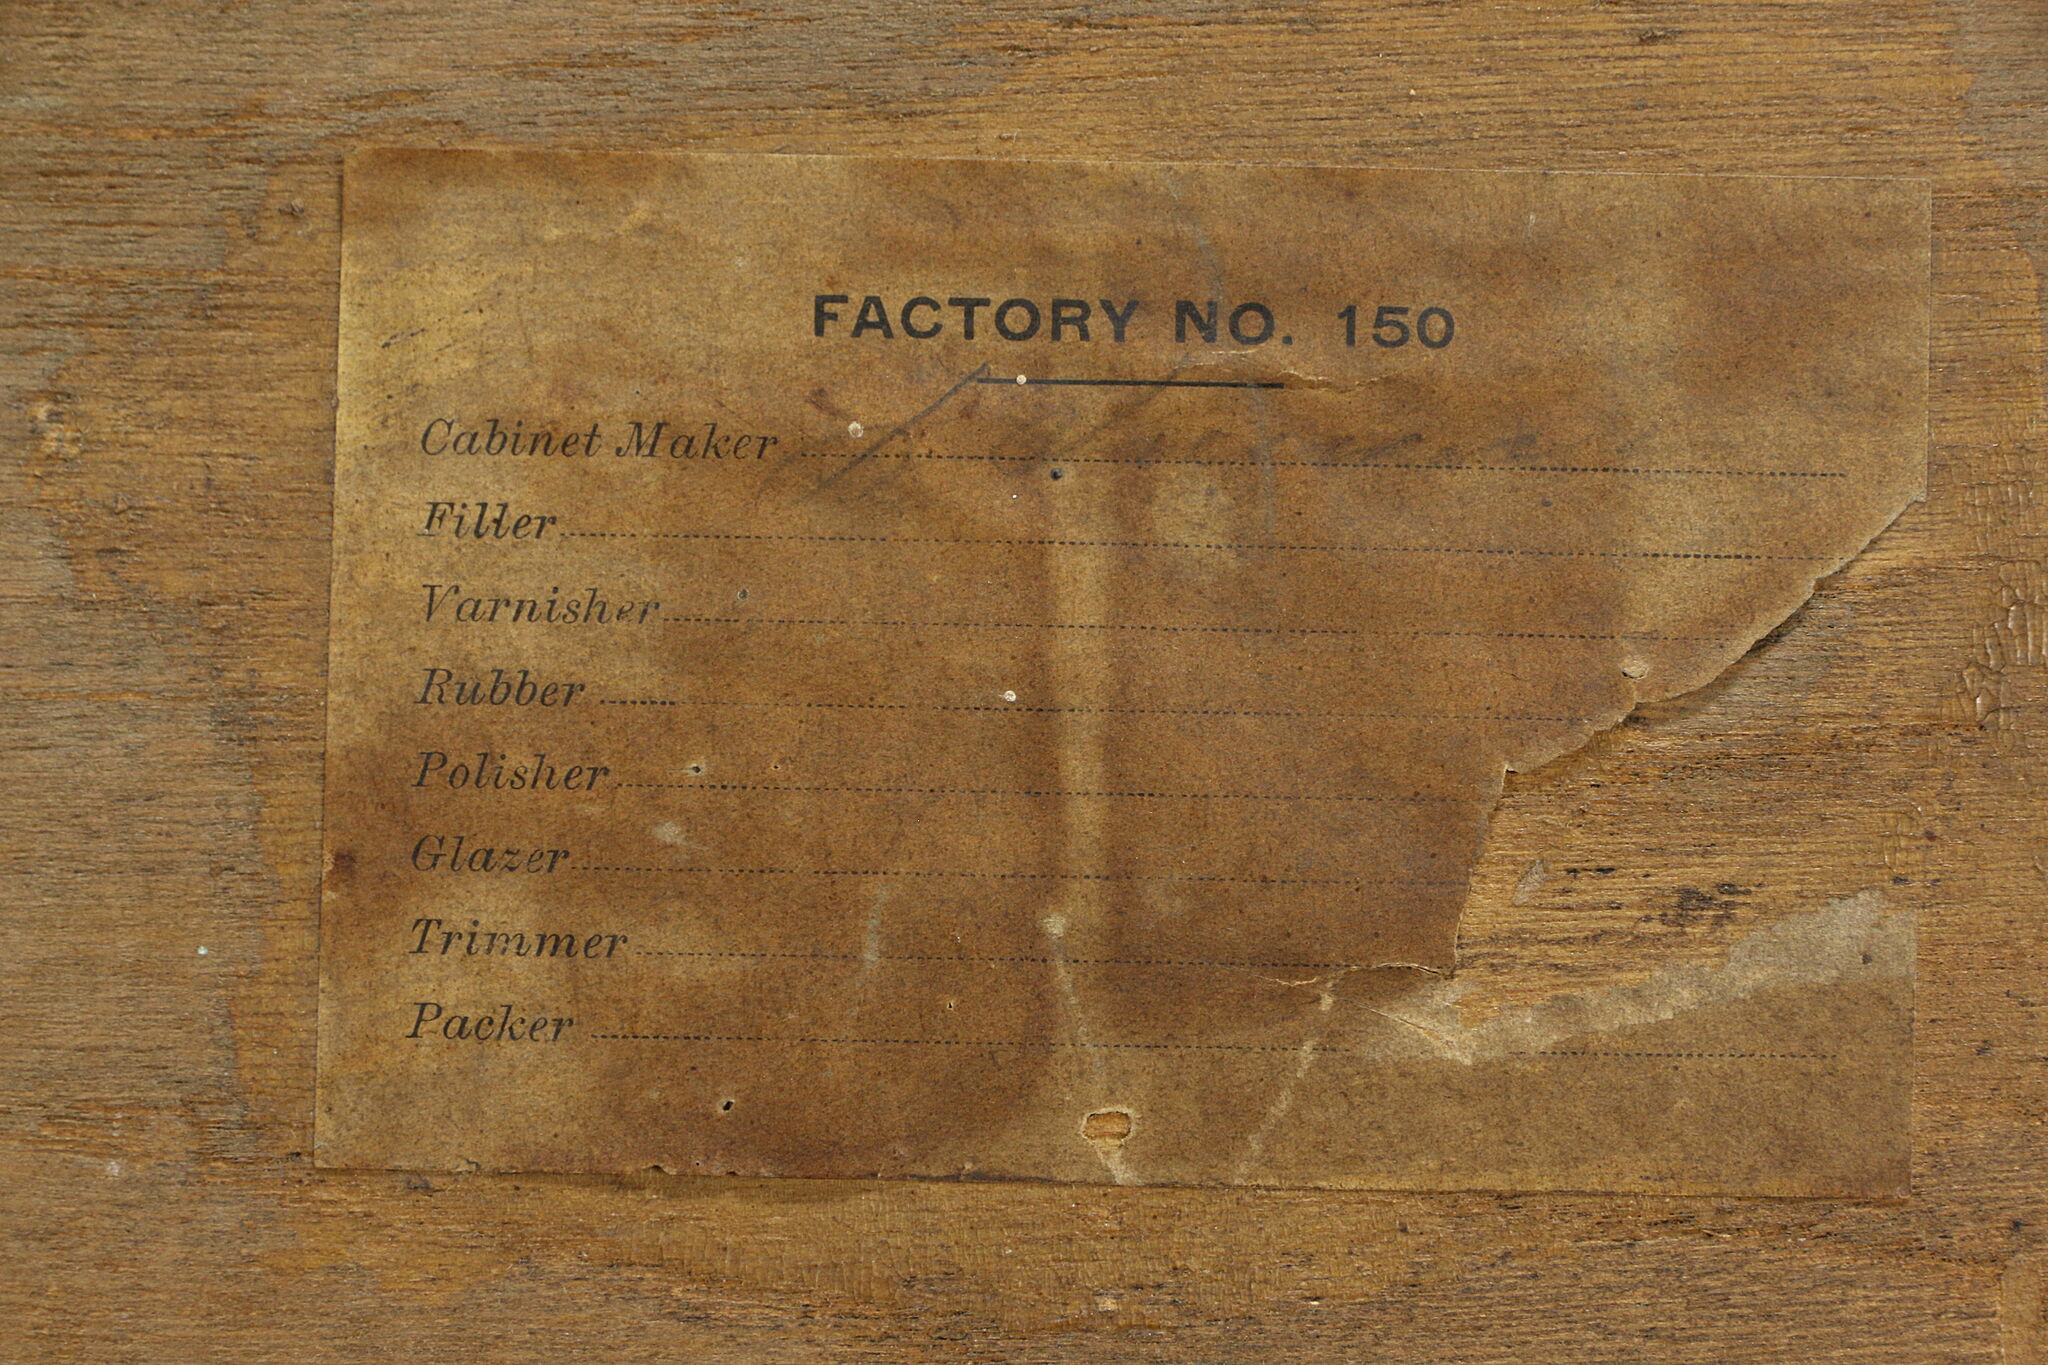 FACTORY NO. 150
Cabinet Maker
Filler
Varnisher
Rubber
Polisher
Glazer
Trimmer
Packer